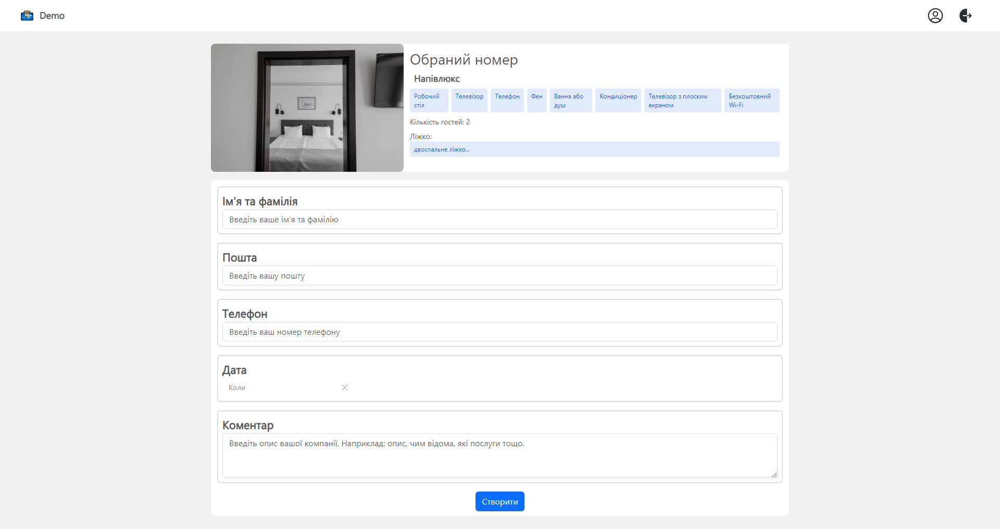 Demo
Обраний номер
Напівлюкс
Робочий стіл
Телевізор
Телефон
Фен
Ванна або душ
Кондиціонер
Телевізор з плоским екраном
Безкоштовний Wi-Fi
Кількість гостей: 2
Ліжко:
двоспальне ліжко...
Ім'я та фамілія
Введіть ваше ім'я та фамілію
Пошта
Введіть вашу пошту
Телефон
Введіть ваш номер телефону
Дата
Коли
Коментар
Введіть опис вашої компанії. Наприклад: опис, чим відома, які послуги тощо.
Створити